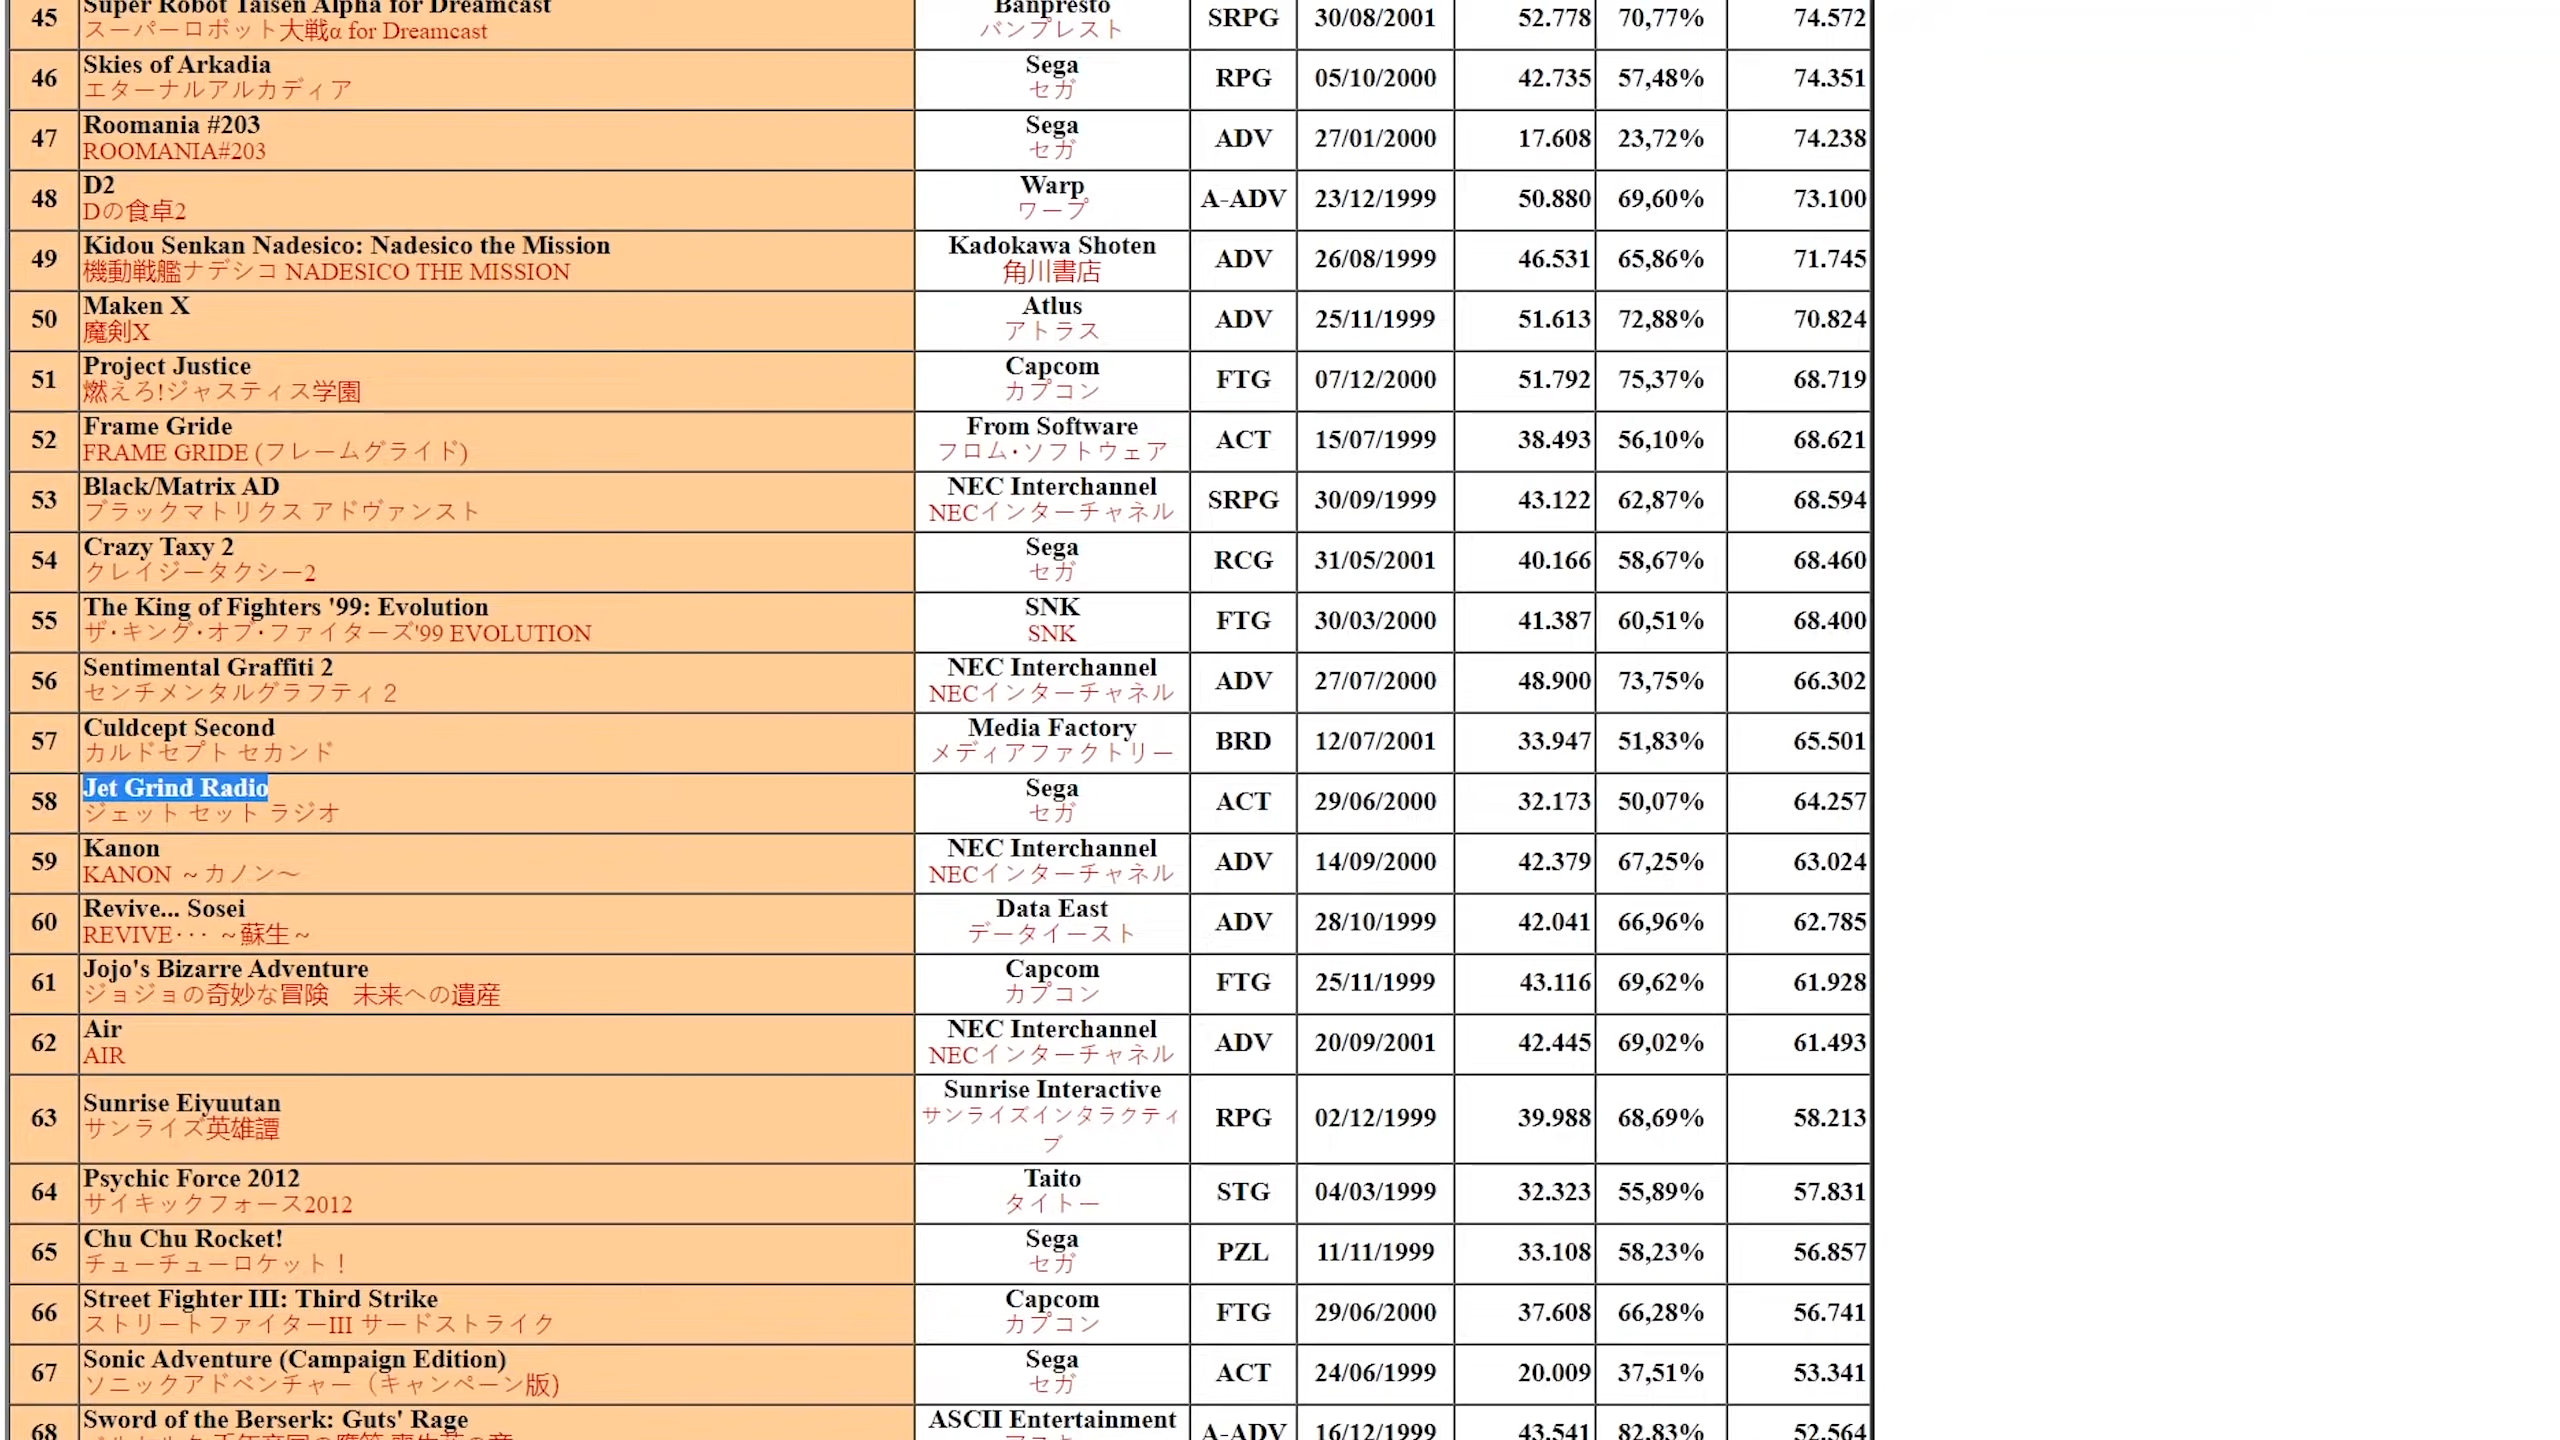 45 Super Robot Taisen Alpha for Dreamcast Banpresto SRPG 30/08/2001 52.778 70,77% 74.572
スーパーロボット大戦α for Dreamcast バンプレスト
46 Skies of Arkadia Sega RPG 05/10/2000 42.735 57,48% 74.351
エターナルアルカディア セガ
47 Roomania #203 Sega ADV 27/01/2000 17.608 23,72% 74.238
ROOMANIA#203 セガ
48 D2 Warp A-ADV 23/12/1999 50.880 69,60% 73.100
Dの食卓2 ワープ
49 Kidou Senkan Nadesico: Nadesico the Mission Kadokawa Shoten ADV 26/08/1999 46.531 65,86% 71.745
機動戦艦ナデシコ NADESICO THE MISSION 角川書店
50 Maken X Atlus ADV 25/11/1999 51.613 72,88% 70.824
魔剣X アトラス
51 Project Justice Capcom FTG 07/12/2000 51.792 75,37% 68.719
燃えろ!ジャスティス学園 カプコン
52 Frame Gride From Software ACT 15/07/1999 38.493 56,10% 68.621
FRAME GRIDE (フレームグライド) フロム・ソフトウェア
53 Black/Matrix AD NEC Interchannel SRPG 30/09/1999 43.122 62,87% 68.594
ブラックマトリクス アドヴァンスト NECインターチャネル
54 Crazy Taxy 2 Sega RCG 31/05/2001 40.166 58,67% 68.460
クレイジータクシー2 セガ
55 The King of Fighters '99: Evolution SNK FTG 30/03/2000 41.387 60,51% 68.400
ザ・キング・オブ・ファイターズ'99 EVOLUTION SNK
56 Sentimental Graffiti 2 NEC Interchannel ADV 27/07/2000 48.900 73,75% 66.302
センチメンタルグラフティ２ NECインターチャネル
57 Culdcept Second Media Factory BRD 12/07/2001 33.947 51,83% 65.501
カルドセプト セカンド メディアファクトリー
58 Jet Grind Radio Sega ACT 29/06/2000 32.173 50,07% 64.257
ジェット セット ラジオ セガ
59 Kanon NEC Interchannel ADV 14/09/2000 42.379 67,25% 63.024
KANON ～カノン〜 NECインターチャネル
60 Revive... Sosei Data East ADV 28/10/1999 42.041 66,96% 62.785
REVIVE･･･ ～蘇生～ データイースト
61 Jojo's Bizarre Adventure Capcom FTG 25/11/1999 43.116 69,62% 61.928
ジョジョの奇妙な冒険　未来への遺産 カプコン
62 Air NEC Interchannel ADV 20/09/2001 42.445 69,02% 61.493
AIR NECインターチャネル
63 Sunrise Eiyuutan Sunrise Interactive RPG 02/12/1999 39.988 68,69% 58.213
サンライズ英雄譚 サンライズインタラクティ
ブ
64 Psychic Force 2012 Taito STG 04/03/1999 32.323 55,89% 57.831
サイキックフォース2012 タイトー
65 Chu Chu Rocket! Sega PZL 11/11/1999 33.108 58,23% 56.857
チューチューロケット！ セガ
66 Street Fighter III: Third Strike Capcom FTG 29/06/2000 37.608 66,28% 56.741
ストリートファイターIII サードストライク カプコン
67 Sonic Adventure (Campaign Edition) Sega ACT 24/06/1999 20.009 37,51% 53.341
ソニックアドベンチャー（キャンペーン版) セガ
68 Sword of the Berserk: Guts' Rage ASCII Entertainment A-ADV 16/12/1999 43.541 82,83% 52.564